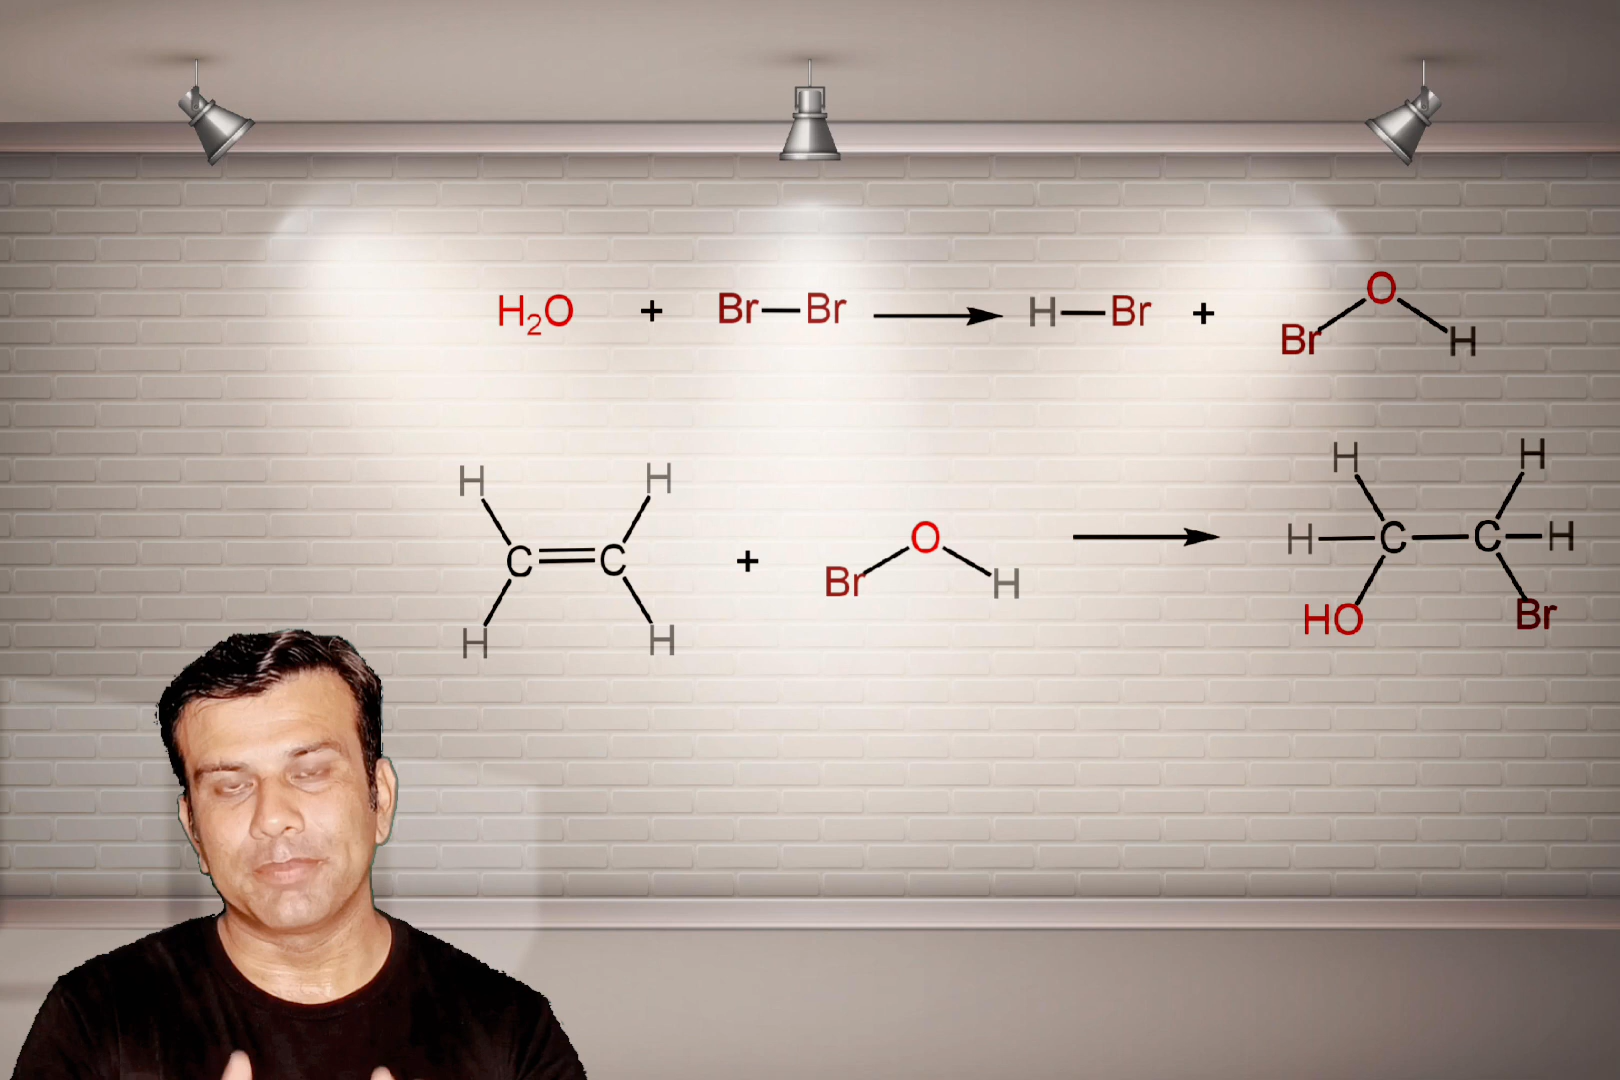 H₂O + Br—Br → H—Br + Br O H
H H H H
C C + Br O H → H C C H
H H HO Br